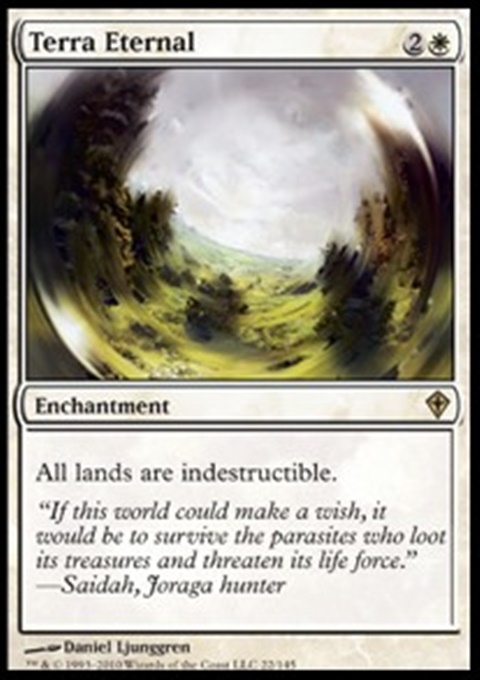 Terra Eternal 2
Enchantment
All lands are indestructible.
"If this world could make a wish, it
would be to survive the parasites who loot
its treasures and threaten its life force."
—Saidah, Joraga hunter
Daniel Ljunggren
™ & © 1993-2010 Wizards of the Coast LLC 22/145